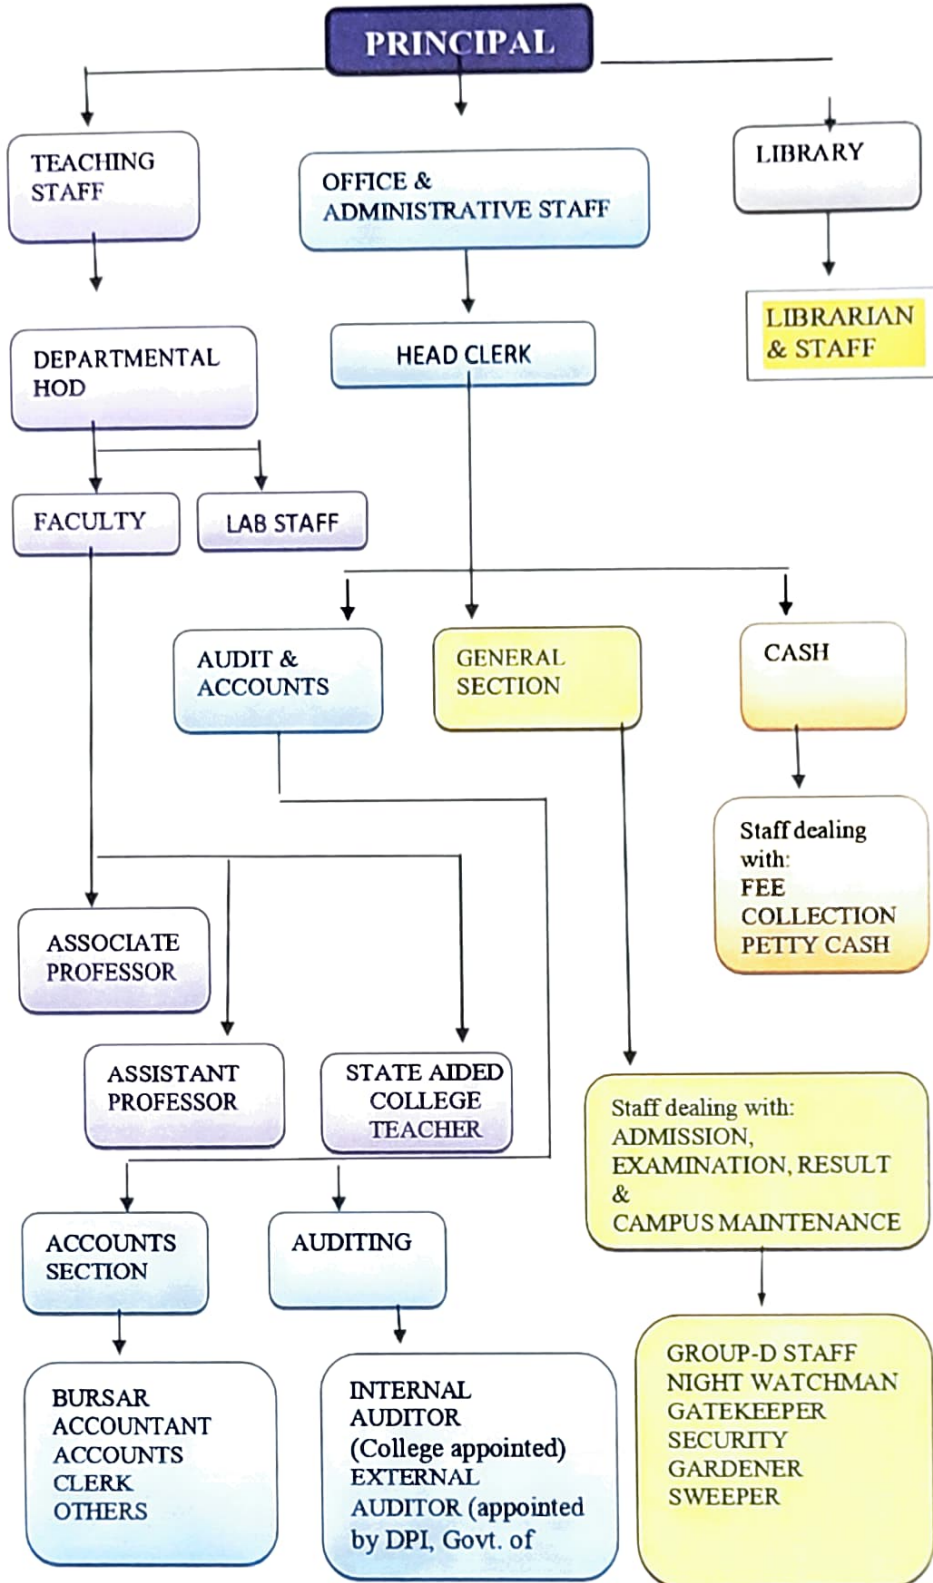 PRINCIPAL
TEACHING
STAFF
OFFICE &
ADMINISTRATIVE STAFF
LIBRARY
LIBRARIAN
& STAFF
DEPARTMENTAL
HOD
HEAD CLERK
FACULTY
LAB STAFF
AUDIT &
ACCOUNTS
GENERAL
SECTION
CASH
Staff dealing
with:
FEE
COLLECTION
PETTY CASH
ASSOCIATE
PROFESSOR
ASSISTANT
PROFESSOR
STATE AIDED
COLLEGE
TEACHER
Staff dealing with:
ADMISSION,
EXAMINATION, RESULT
&
CAMPUS MAINTENANCE
ACCOUNTS
SECTION
AUDITING
BURSAR
ACCOUNTANT
ACCOUNTS
CLERK
OTHERS
INTERNAL
AUDITOR
(College appointed)
EXTERNAL
AUDITOR (appointed
by DPI, Govt. of
GROUP-D STAFF
NIGHT WATCHMAN
GATEKEEPER
SECURITY
GARDENER
SWEEPER